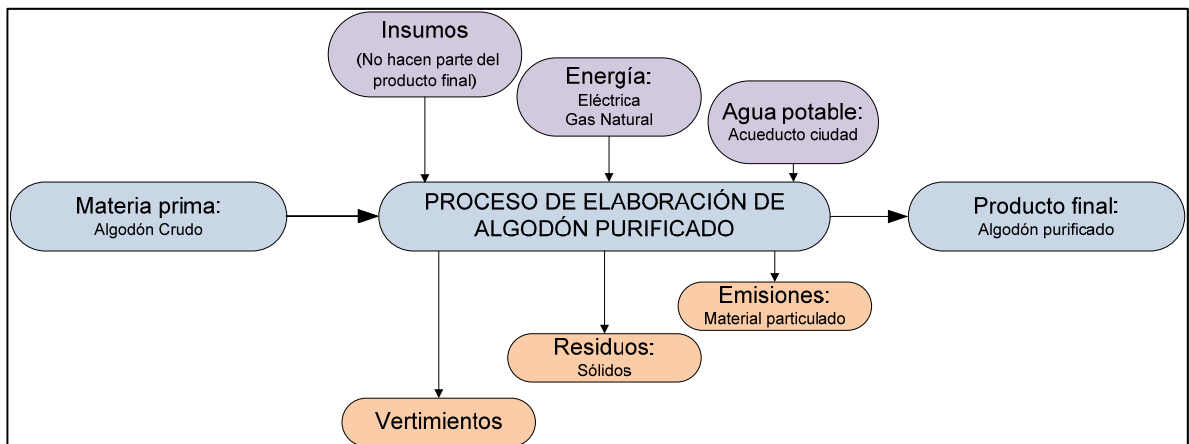 Insumos
(No hacen parte del
producto final)
Energía:
Eléctrica
Gas Natural
Agua potable:
Acueducto ciudad
Materia prima:
Algodón Crudo
PROCESO DE ELABORACIÓN DE
ALGODÓN PURIFICADO
Producto final:
Algodón purificado
Emisiones:
Material particulado
Residuos:
Sólidos
Vertimientos